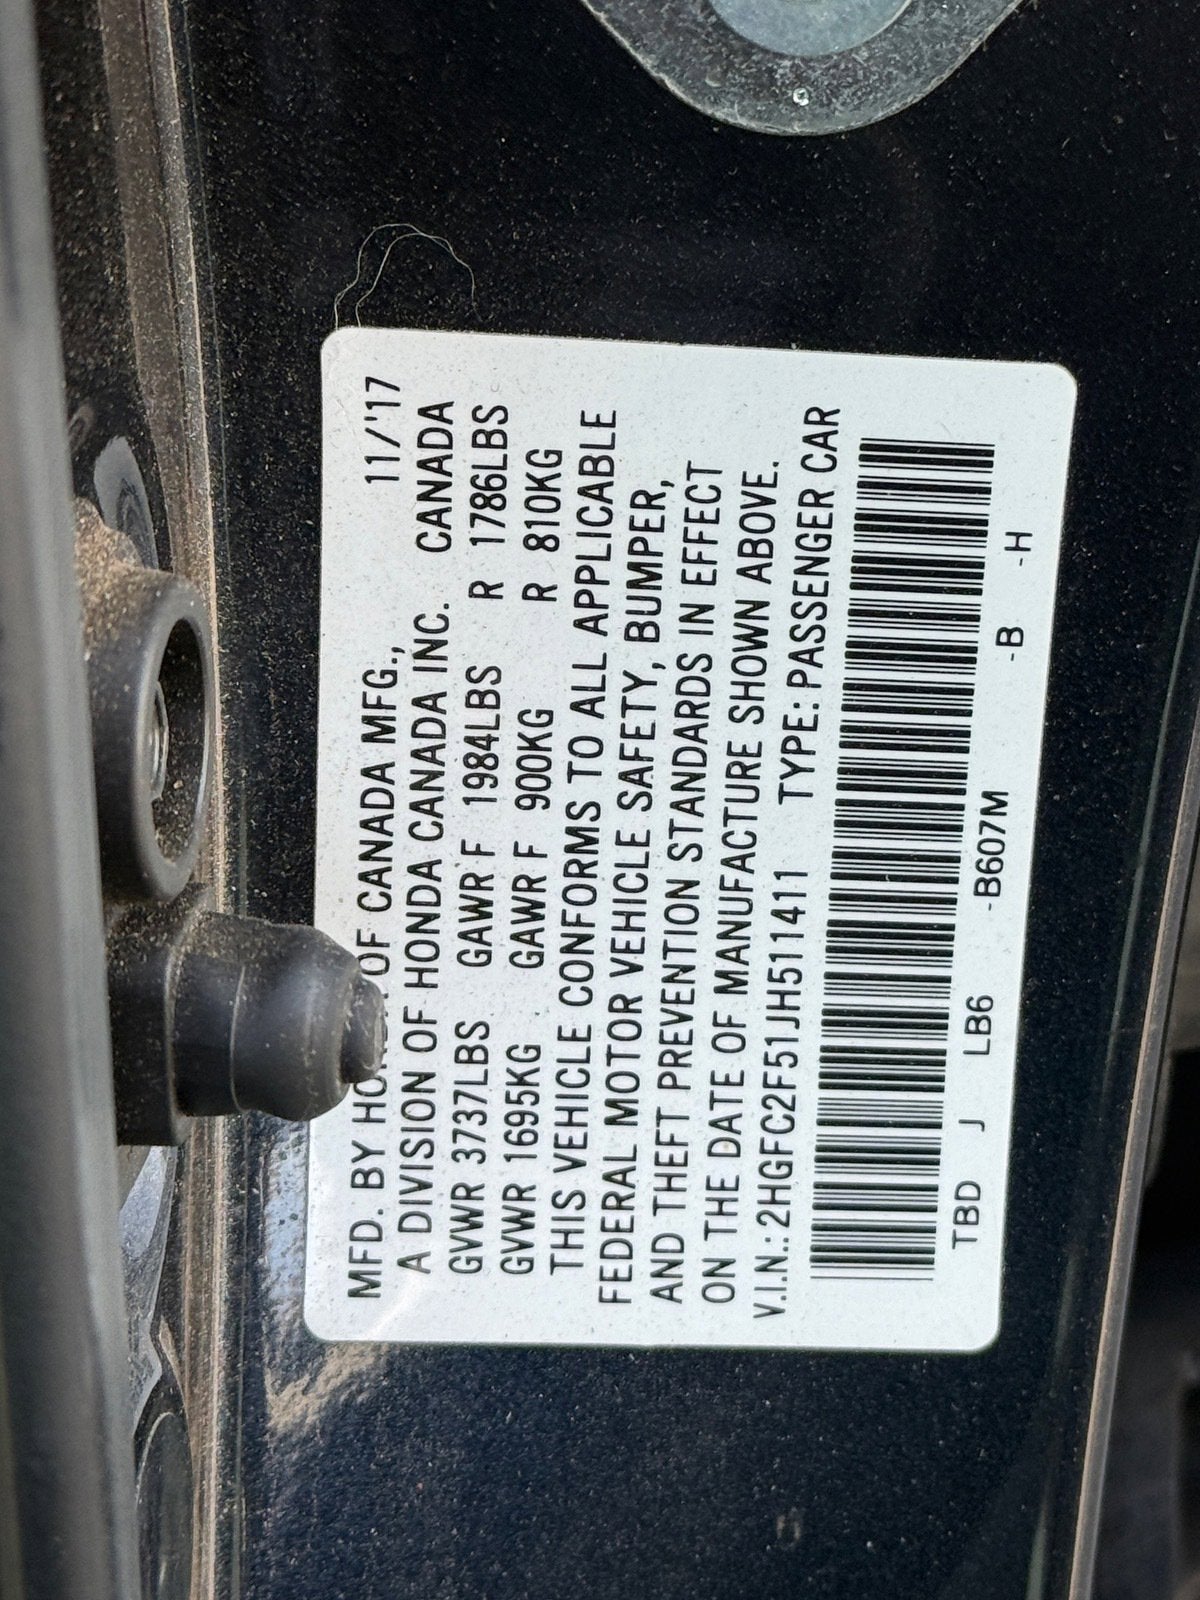 MFD. BY OF CANADA MFG., 11/'17
A DIVISION OF HONDA CANADA INC. CANADA
GVWR 3737LBS GAWR F 1984LBS R 1786LBS
GVWR 1695KG GAWR F 900KG R 810KG
THIS VEHICLE CONFORMS TO ALL APPLICABLE
FEDERAL MOTOR VEHICLE SAFETY, BUMPER,
AND THEFT PREVENTION STANDARDS IN EFFECT
ON THE DATE OF MANUFACTURE SHOWN ABOVE.
V.I.N.: 2HGFC2F51JH511411 TYPE: PASSENGER CAR
TBD J LB6 -B607M -B -H